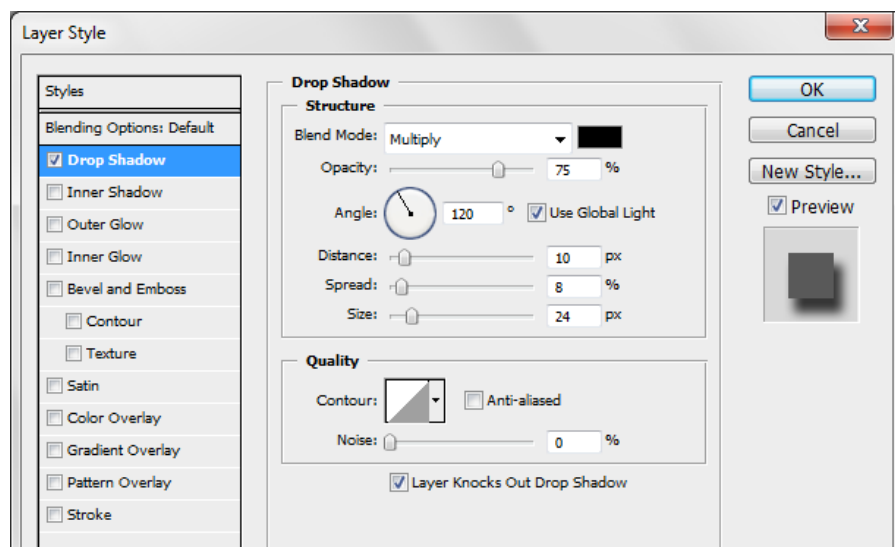 Layer Style
x
Styles
Blending Options: Default
Drop Shadow
Inner Shadow
Outer Glow
Inner Glow
Bevel and Emboss
Contour
Texture
Satin
Color Overlay
Gradient Overlay
Pattern Overlay
Stroke
Drop Shadow
Structure
Blend Mode: Multiply
Opacity: 75 %
Angle: 120 ° Use Global Light
Distance: 10 px
Spread: 8 %
Size: 24 px
Quality
Contour: Anti-aliased
Noise: 0 %
Layer Knocks Out Drop Shadow
OK
Cancel
New Style...
Preview